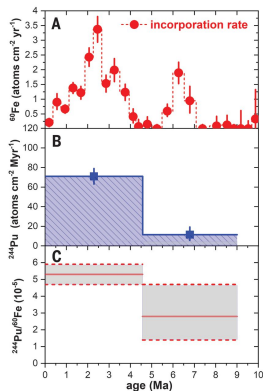 A
incorporation rate
⁶⁰Fe (atoms cm⁻² yr⁻¹)
4
3.5
3
2.5
2
1.5
1
0.5
B
²⁴⁴Pu (atoms cm⁻² Myr⁻¹)
120
100
80
60
40
20
0
C
²⁴⁴Pu/⁶⁰Fe (10⁻⁵)
6
5
4
3
2
1
0
0 1 2 3 4 5 6 7 8 9 10
age (Ma)